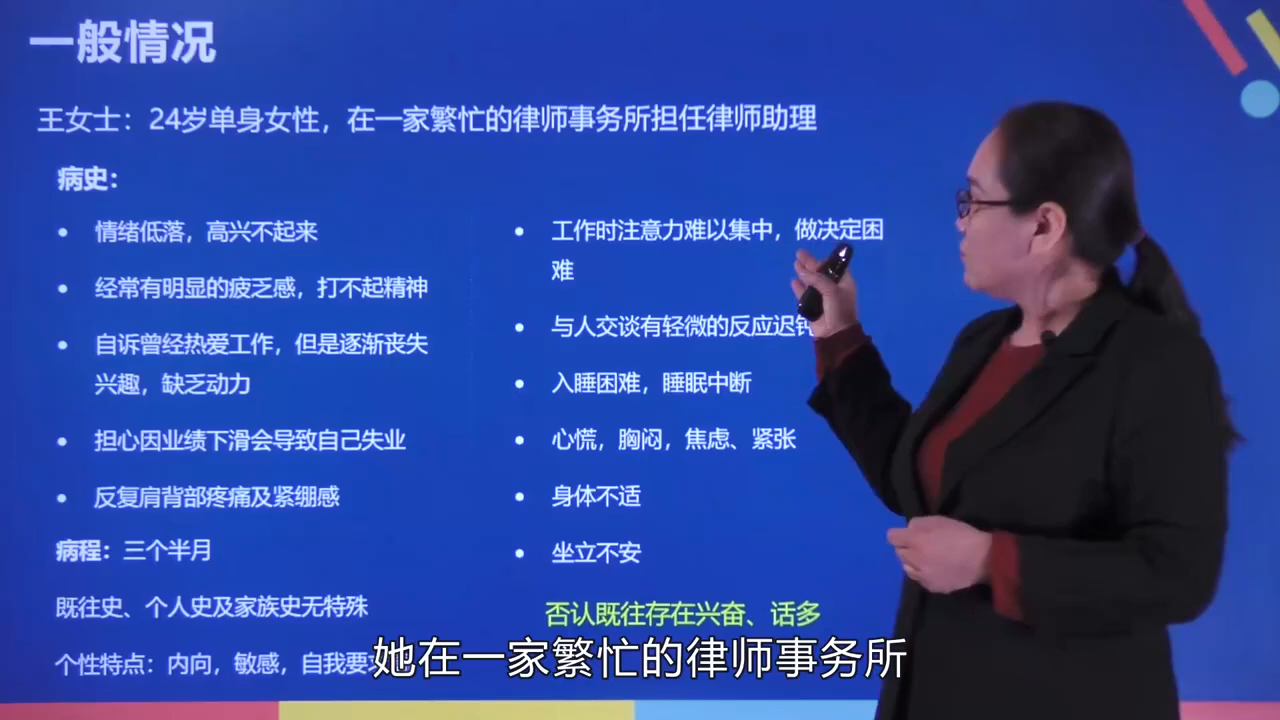 一般情况
王女士：24岁单身女性，在一家繁忙的律师事务所担任律师助理
病史：
• 情绪低落，高兴不起来
• 经常有明显的疲乏感，打不起精神
• 自诉曾经热爱工作，但是逐渐丧失
兴趣，缺乏动力
• 担心因业绩下滑会导致自己失业
• 反复肩背部疼痛及紧绷感
病程：三个半月
既往史、个人史及家族史无特殊
个性特点：内向，敏感，自我要
• 工作时注意力难以集中，做决定困
难
• 与人交谈有轻微的反应迟钝
• 入睡困难，睡眠中断
• 心慌，胸闷，焦虑、紧张
• 身体不适
• 坐立不安
否认既往存在兴奋、话多
她在一家繁忙的律师事务所